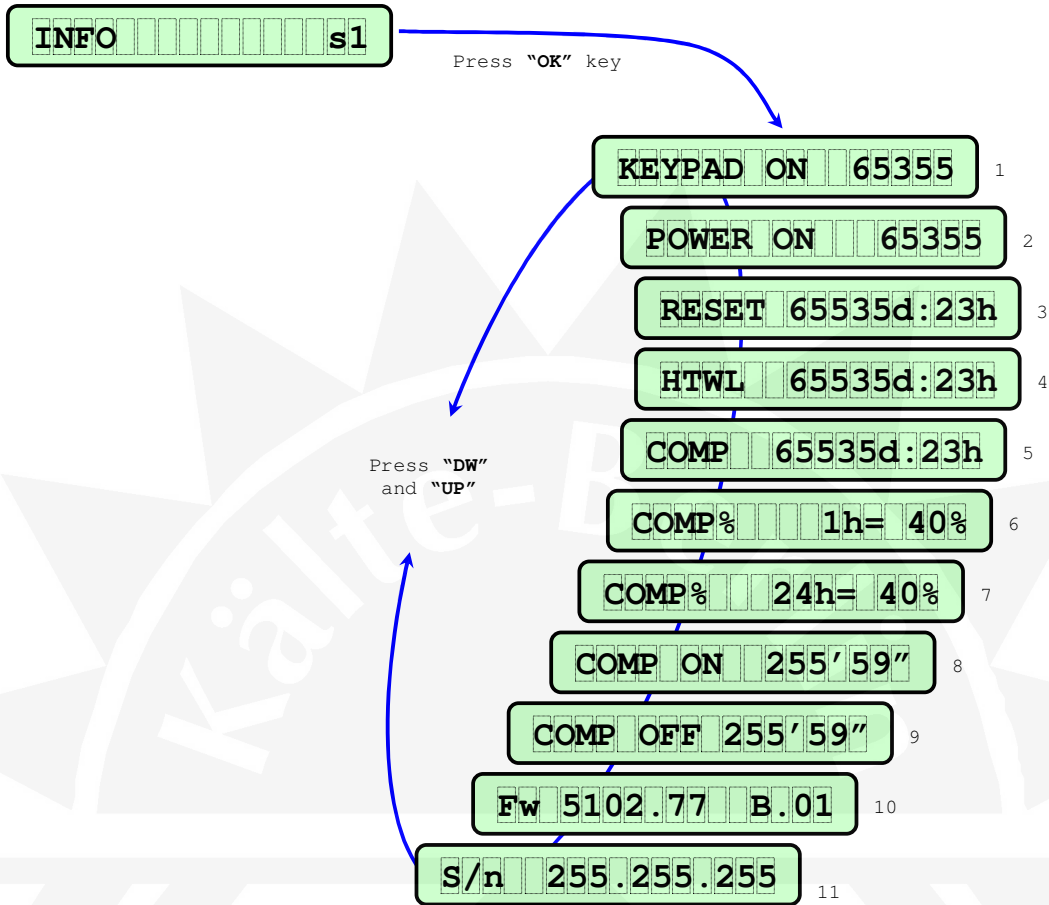 INFO s1
Press “OK” key
KEYPAD ON 65355 1
POWER ON 65355 2
RESET 65535d:23h 3
HTWL 65535d:23h 4
COMP 65535d:23h 5
Press “DW”
and “UP”
COMP% 1h= 40% 6
COMP% 24h= 40% 7
COMP ON 255′59″ 8
COMP OFF 255′59″ 9
Fw 5102.77 B.01 10
S/n 255.255.255 11
Kälte-B